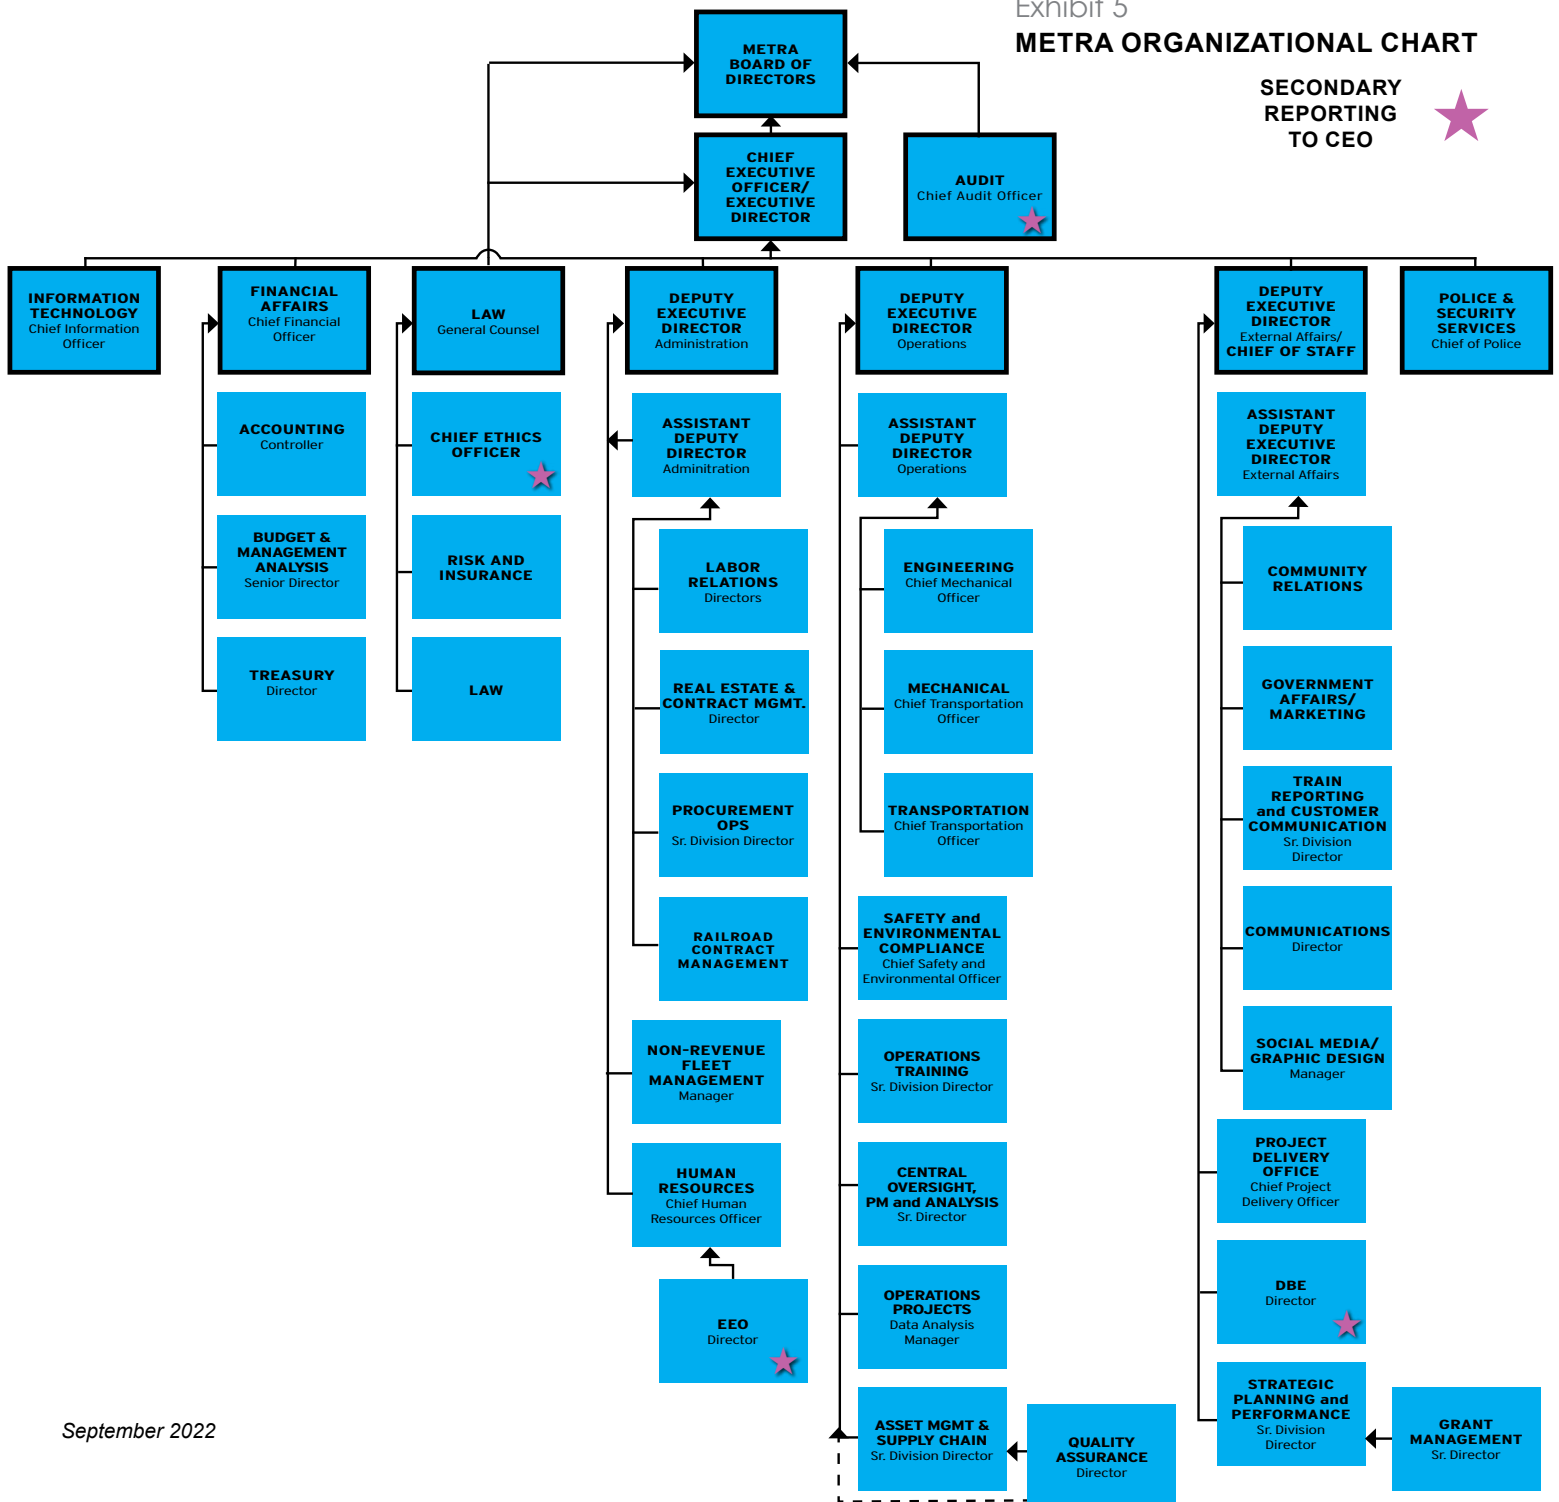 Exhibit 5
METRA ORGANIZATIONAL CHART
SECONDARY
REPORTING
TO CEO
METRA
BOARD OF
DIRECTORS
CHIEF
EXECUTIVE
OFFICER/
EXECUTIVE
DIRECTOR
AUDIT
Chief Audit Officer
INFORMATION
TECHNOLOGY
Chief Information
Officer
FINANCIAL
AFFAIRS
Chief Financial
Officer
LAW
General Counsel
DEPUTY
EXECUTIVE
DIRECTOR
Administration
DEPUTY
EXECUTIVE
DIRECTOR
Operations
DEPUTY
EXECUTIVE
DIRECTOR
External Affairs/
CHIEF OF STAFF
POLICE &
SECURITY
SERVICES
Chief of Police
ACCOUNTING
Controller
BUDGET &
MANAGEMENT
ANALYSIS
Senior Director
TREASURY
Director
CHIEF ETHICS
OFFICER
RISK AND
INSURANCE
LAW
ASSISTANT
DEPUTY
DIRECTOR
Adminitration
LABOR
RELATIONS
Directors
REAL ESTATE &
CONTRACT MGMT.
Director
PROCUREMENT
OPS
Sr. Division Director
RAILROAD
CONTRACT
MANAGEMENT
NON-REVENUE
FLEET
MANAGEMENT
Manager
HUMAN
RESOURCES
Chief Human
Resources Officer
EEO
Director
ASSISTANT
DEPUTY
DIRECTOR
Operations
ENGINEERING
Chief Mechanical
Officer
MECHANICAL
Chief Transportation
Officer
TRANSPORTATION
Chief Transportation
Officer
SAFETY and
ENVIRONMENTAL
COMPLIANCE
Chief Safety and
Environmental Officer
OPERATIONS
TRAINING
Sr. Division Director
CENTRAL
OVERSIGHT,
PM and ANALYSIS
Sr. Director
OPERATIONS
PROJECTS
Data Analysis
Manager
ASSET MGMT &
SUPPLY CHAIN
Sr. Division Director
QUALITY
ASSURANCE
Director
ASSISTANT
DEPUTY
EXECUTIVE
DIRECTOR
External Affairs
COMMUNITY
RELATIONS
GOVERNMENT
AFFAIRS/
MARKETING
TRAIN
REPORTING
and CUSTOMER
COMMUNICATION
Sr. Division
Director
COMMUNICATIONS
Director
SOCIAL MEDIA/
GRAPHIC DESIGN
Manager
PROJECT
DELIVERY
OFFICE
Chief Project
Delivery Officer
DBE
Director
STRATEGIC
PLANNING and
PERFORMANCE
Sr. Division
Director
GRANT
MANAGEMENT
Sr. Director
September 2022